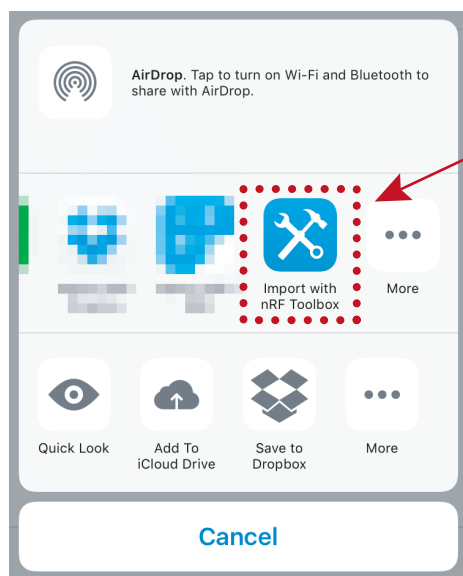 AirDrop. Tap to turn on Wi-Fi and Bluetooth to
share with AirDrop.
Import with
nRF Toolbox
More
Quick Look
Add To
iCloud Drive
Save to
Dropbox
More
Cancel